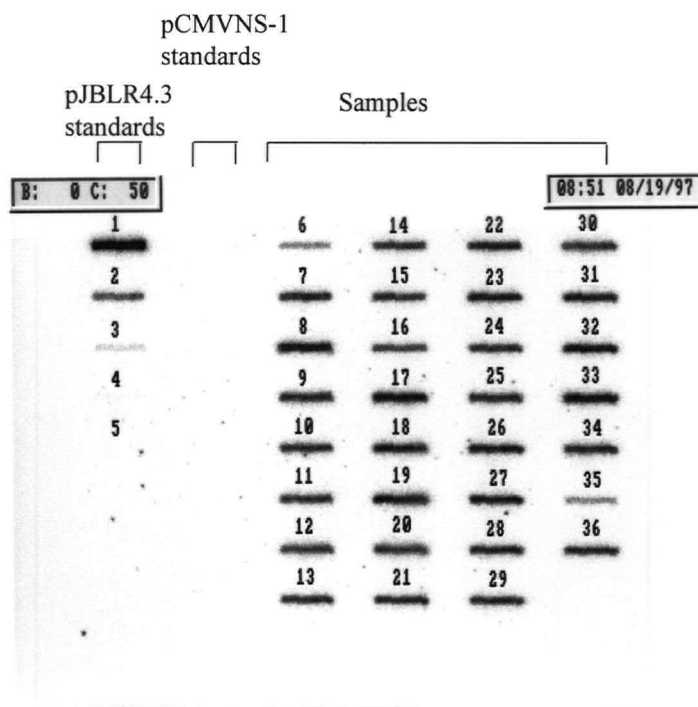 pCMVNS-1
standards
pJBLR4.3
standards
Samples
B: 0 C: 50
08:51 08/19/97
1 6 14 22 30
2 7 15 23 31
3 8 16 24 32
4 9 17 25 33
5 10 18 26 34
11 19 27 35
12 20 28 36
13 21 29